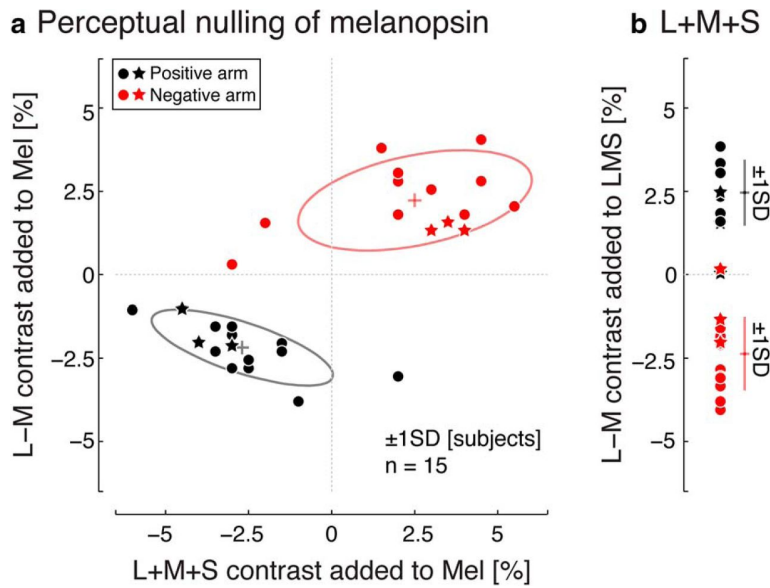 a Perceptual nulling of melanopsin
b L+M+S
Positive arm
Negative arm
L−M contrast added to Mel [%]
5
2.5
0
−2.5
−5
±1SD [subjects]
n = 15
−5
−2.5
0
2.5
5
L+M+S contrast added to Mel [%]
L−M contrast added to LMS [%]
5
2.5
0
−2.5
−5
±1SD
±1SD